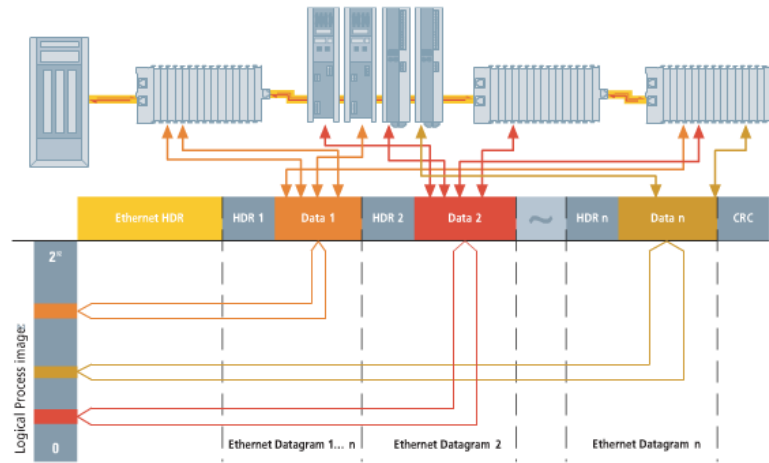 Ethernet HDR
HDR 1
Data 1
HDR 2
Data 2
~
HDR n
Data n
CRC
Logical Process image:
2
0
Ethernet Datagram 1... n
Ethernet Datagram 2
Ethernet Datagram n